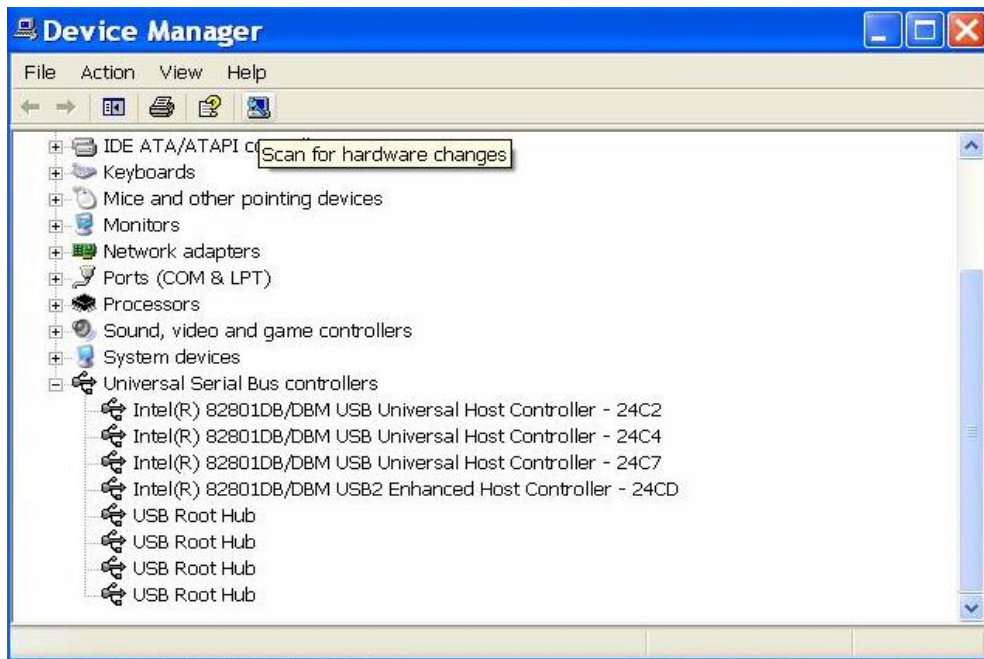 Device Manager
File Action View Help
IDE ATA/ATAPI
Scan for hardware changes
Keyboards
Mice and other pointing devices
Monitors
Network adapters
Ports (COM & LPT)
Processors
Sound, video and game controllers
System devices
Universal Serial Bus controllers
Intel(R) 82801DB/DBM USB Universal Host Controller - 24C2
Intel(R) 82801DB/DBM USB Universal Host Controller - 24C4
Intel(R) 82801DB/DBM USB Universal Host Controller - 24C7
Intel(R) 82801DB/DBM USB2 Enhanced Host Controller - 24CD
USB Root Hub
USB Root Hub
USB Root Hub
USB Root Hub